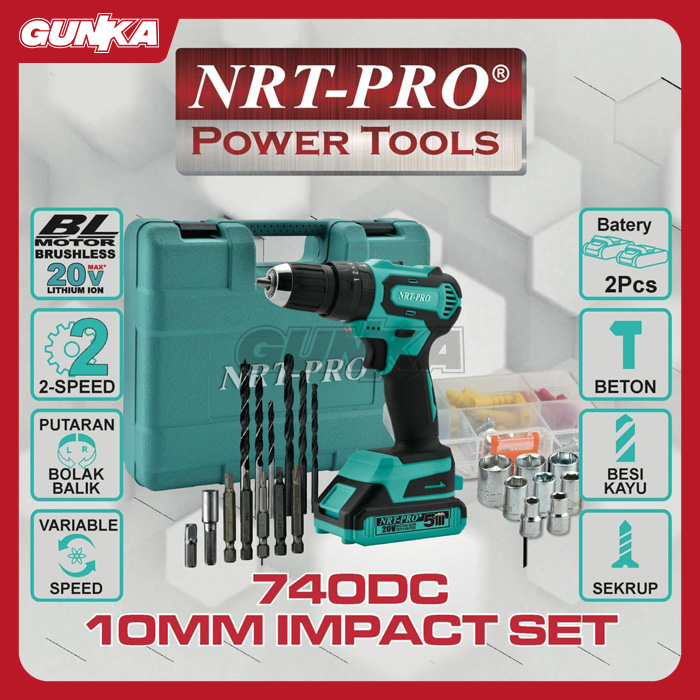 GUNKA
NRT-PRO®
POWER TOOLS
BL
MOTOR
BRUSHLESS
20V MAX*
LITHIUM ION
2
2-SPEED
PUTARAN
L R
BOLAK
BALIK
VARIABLE
SPEED
Batery
2Pcs
BETON
BESI
KAYU
SEKRUP
NRT-PRO
GUNKA
NRT-PRO
NRT-PRO
20V
5
740DC
10MM IMPACT SET